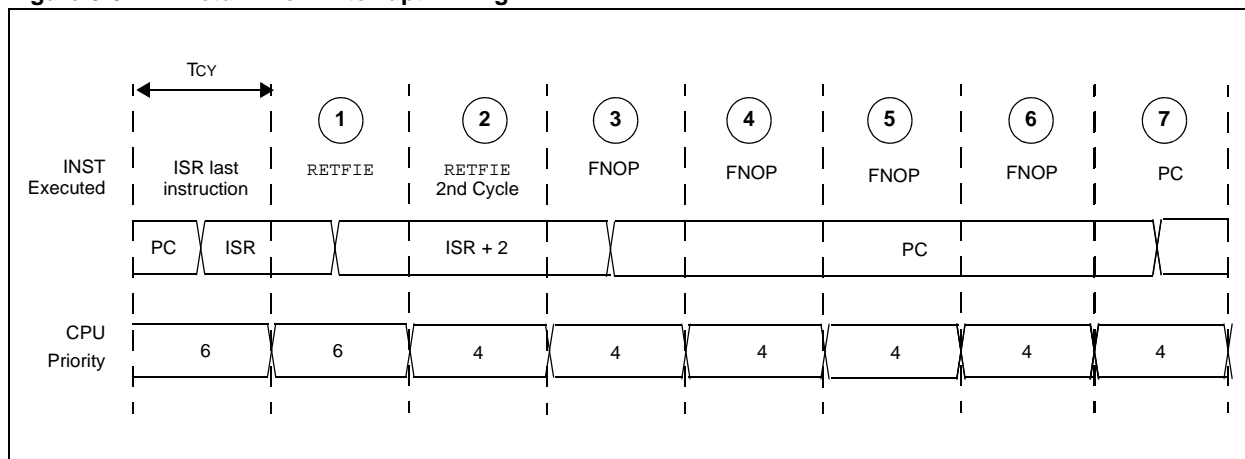 TCY
1 2 3 4 5 6 7
INST ISR last RETFIE RETFIE FNOP FNOP FNOP FNOP PC
Executed instruction 2nd Cycle
PC ISR ISR + 2 PC
CPU
Priority 6 6 4 4 4 4 4 4